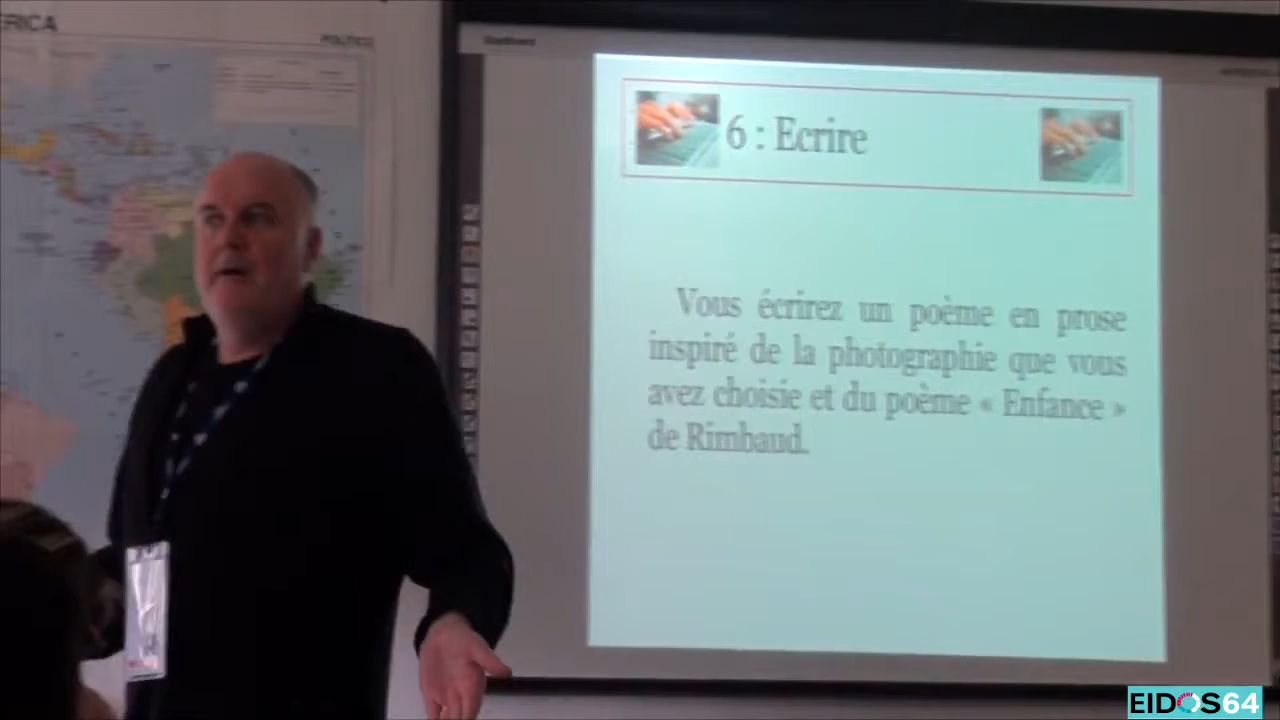 ERICA
POLITICO
6 : Ecrire
Vous écrirez un poème en prose
inspiré de la photographie que vous
avez choisie et du poème « Enfance »
de Rimbaud.
EIDOS64